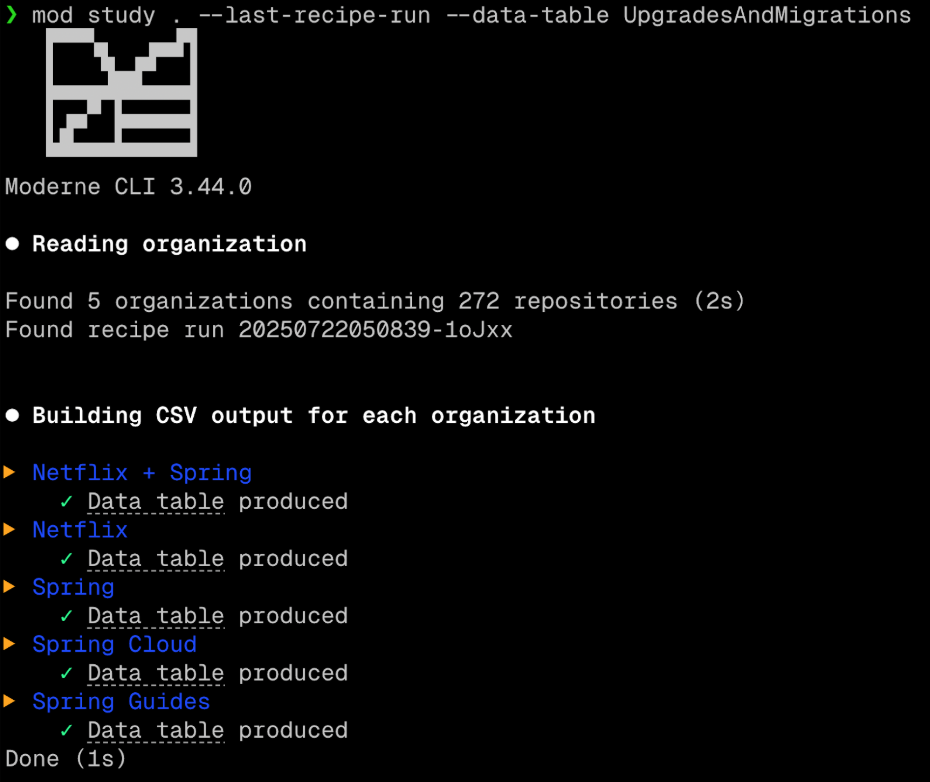 ❯ mod study . --last-recipe-run --data-table UpgradesAndMigrations
Moderne CLI 3.44.0
● Reading organization
Found 5 organizations containing 272 repositories (2s)
Found recipe run 20250722050839-1oJxx
● Building CSV output for each organization
▶ Netflix + Spring
✓ Data table produced
▶ Netflix
✓ Data table produced
▶ Spring
✓ Data table produced
▶ Spring Cloud
✓ Data table produced
▶ Spring Guides
✓ Data table produced
Done (1s)